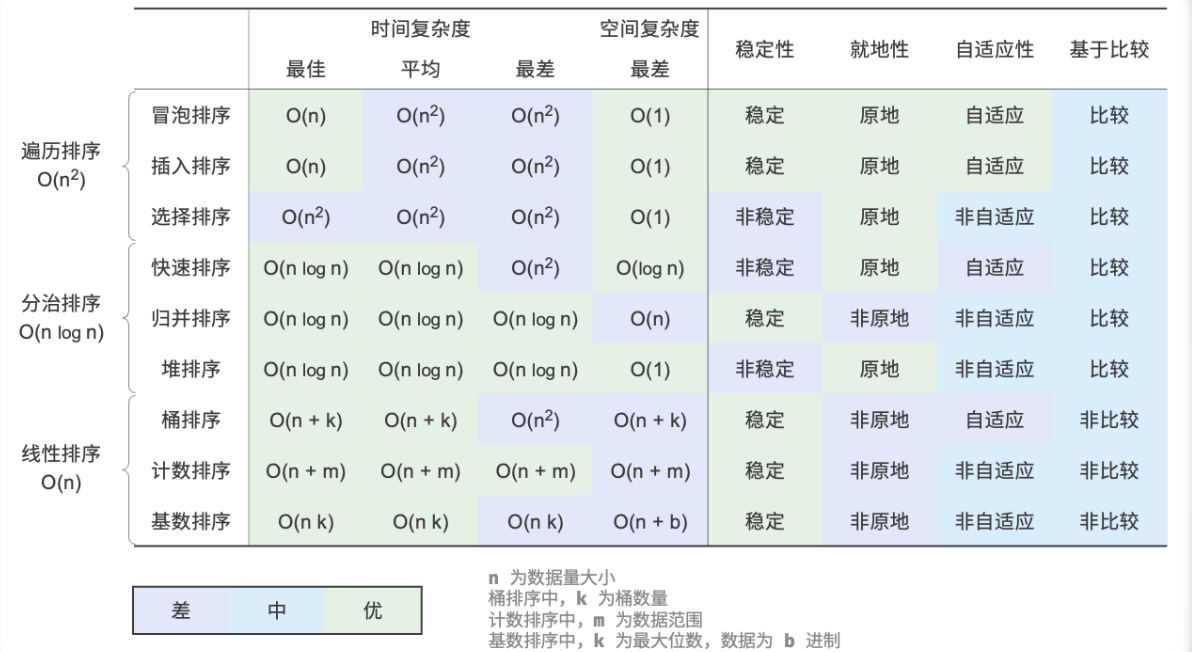 时间复杂度 空间复杂度 稳定性 就地性 自适应性 基于比较
最佳 平均 最差 最差
遍历排序
O(n²)
冒泡排序 O(n) O(n²) O(n²) O(1) 稳定 原地 自适应 比较
插入排序 O(n) O(n²) O(n²) O(1) 稳定 原地 自适应 比较
选择排序 O(n²) O(n²) O(n²) O(1) 非稳定 原地 非自适应 比较
分治排序
O(n log n)
快速排序 O(n log n) O(n log n) O(n²) O(log n) 非稳定 原地 自适应 比较
归并排序 O(n log n) O(n log n) O(n log n) O(n) 稳定 非原地 非自适应 比较
堆排序 O(n log n) O(n log n) O(n log n) O(1) 非稳定 原地 非自适应 比较
线性排序
O(n)
桶排序 O(n + k) O(n + k) O(n²) O(n + k) 稳定 非原地 自适应 非比较
计数排序 O(n + m) O(n + m) O(n + m) O(n + m) 稳定 非原地 非自适应 非比较
基数排序 O(n k) O(n k) O(n k) O(n + b) 稳定 非原地 非自适应 非比较
差 中 优
n 为数据量大小
桶排序中，k 为桶数量
计数排序中，m 为数据范围
基数排序中，k 为最大位数，数据为 b 进制